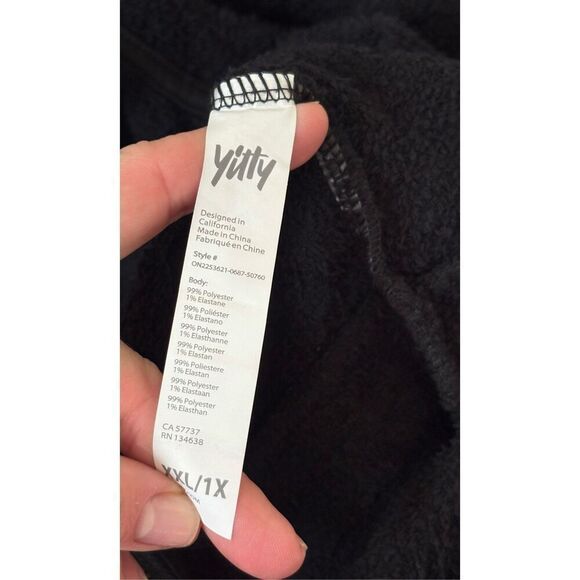 yitty
Designed in
California
Made in China
Fabriqué en Chine
Style #
ON2253621-0687-50760
Body:
99% Polyester
1% Elastane
99% Poliéster
1% Elastano
99% Polyester
1% Elasthanne
99% Polyester
1% Elastan
99% Poliestere
1% Elastan
99% Polyester
1% Elastaan
99% Polyester
1% Elasthan
CA 57737
RN 134638
XXL/1X